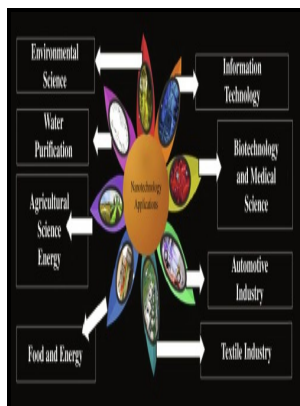 Environmental
Science
Information
Technology
Water
Purification
Biotechnology
and Medical
Science
Nanotechnology
Applications
Agricultural
Science
Energy
Automotive
Industry
Food and Energy
Textile Industry